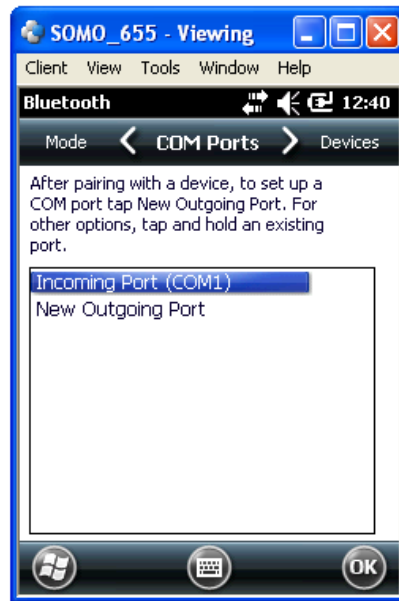 SOMO_655 - Viewing
Client View Tools Window Help
Bluetooth 12:40
Mode COM Ports Devices
After pairing with a device, to set up a
COM port tap New Outgoing Port. For
other options, tap and hold an existing
port.
Incoming Port (COM1)
New Outgoing Port
OK